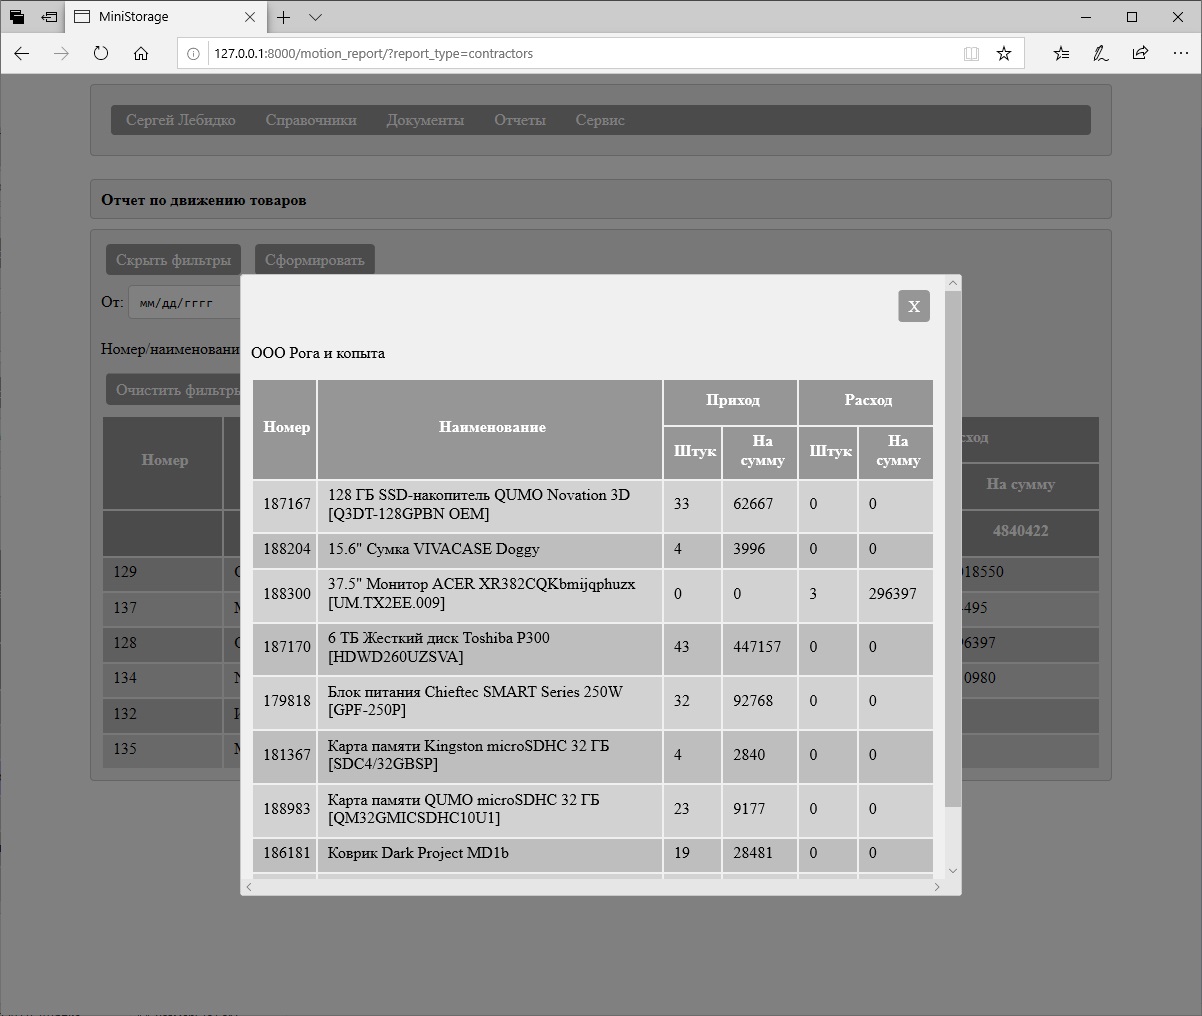 MiniStorage
127.0.0.1:8000/motion_report/?report_type=contractors
Сергей Лебидко Справочники Документы Отчеты Сервис
Отчет по движению товаров
Скрыть фильтры Сформировать
От: мм/дд/гггг
X
Номер/наименовани
ООО Рога и копыта
Очистить фильтры
Номер Наименование Приход Расход
Штук На сумму Штук На сумму
187167 128 ГБ SSD-накопитель QUMO Novation 3D [Q3DT-128GPBN OEM] 33 62667 0 0
188204 15.6" Сумка VIVACASE Doggy 4 3996 0 0
188300 37.5" Монитор ACER XR382CQKbmijqphuzx [UM.TX2EE.009] 0 0 3 296397
187170 6 ТБ Жесткий диск Toshiba P300 [HDWD260UZSVA] 43 447157 0 0
179818 Блок питания Chieftec SMART Series 250W [GPF-250P] 32 92768 0 0
181367 Карта памяти Kingston microSDHC 32 ГБ [SDC4/32GBSP] 4 2840 0 0
188983 Карта памяти QUMO microSDHC 32 ГБ [QM32GMICSDHC10U1] 23 9177 0 0
186181 Коврик Dark Project MD1b 19 28481 0 0
Номер
На сумму
4840422
129
137
128
134
132
135